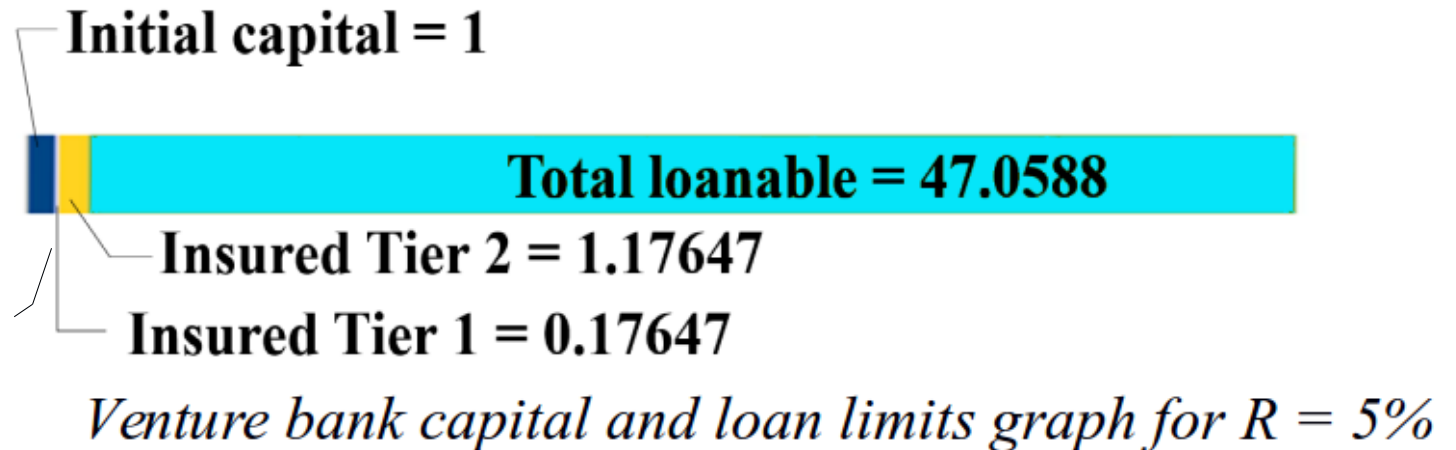 Initial capital = 1
Total loanable = 47.0588
Insured Tier 2 = 1.17647
Insured Tier 1 = 0.17647
Venture bank capital and loan limits graph for R = 5%